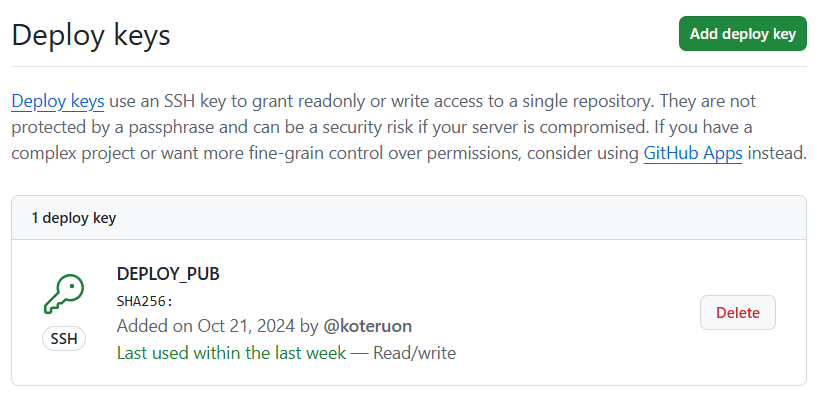 Deploy keys
Add deploy key
Deploy keys use an SSH key to grant readonly or write access to a single repository. They are not
protected by a passphrase and can be a security risk if your server is compromised. If you have a
complex project or want more fine-grain control over permissions, consider using GitHub Apps instead.
1 deploy key
DEPLOY_PUB
SHA256:
Added on Oct 21, 2024 by @koteruon
Last used within the last week — Read/write
SSH
Delete